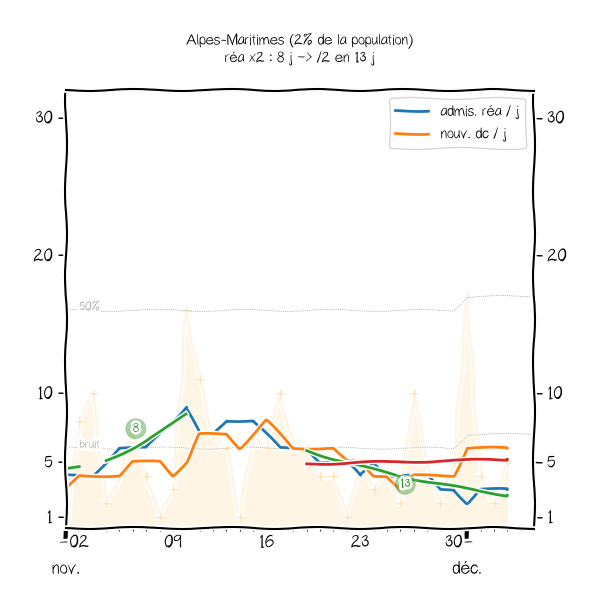 Alpes-Maritimes (2% de la population)
réa x2 : 8 j -> /2 en 13 j
admis. réa / j
nouv. dc / j
30
30
20
20
50%
10
10
8
bruit
5
5
13
1
1
02
09
16
23
30
nov.
déc.